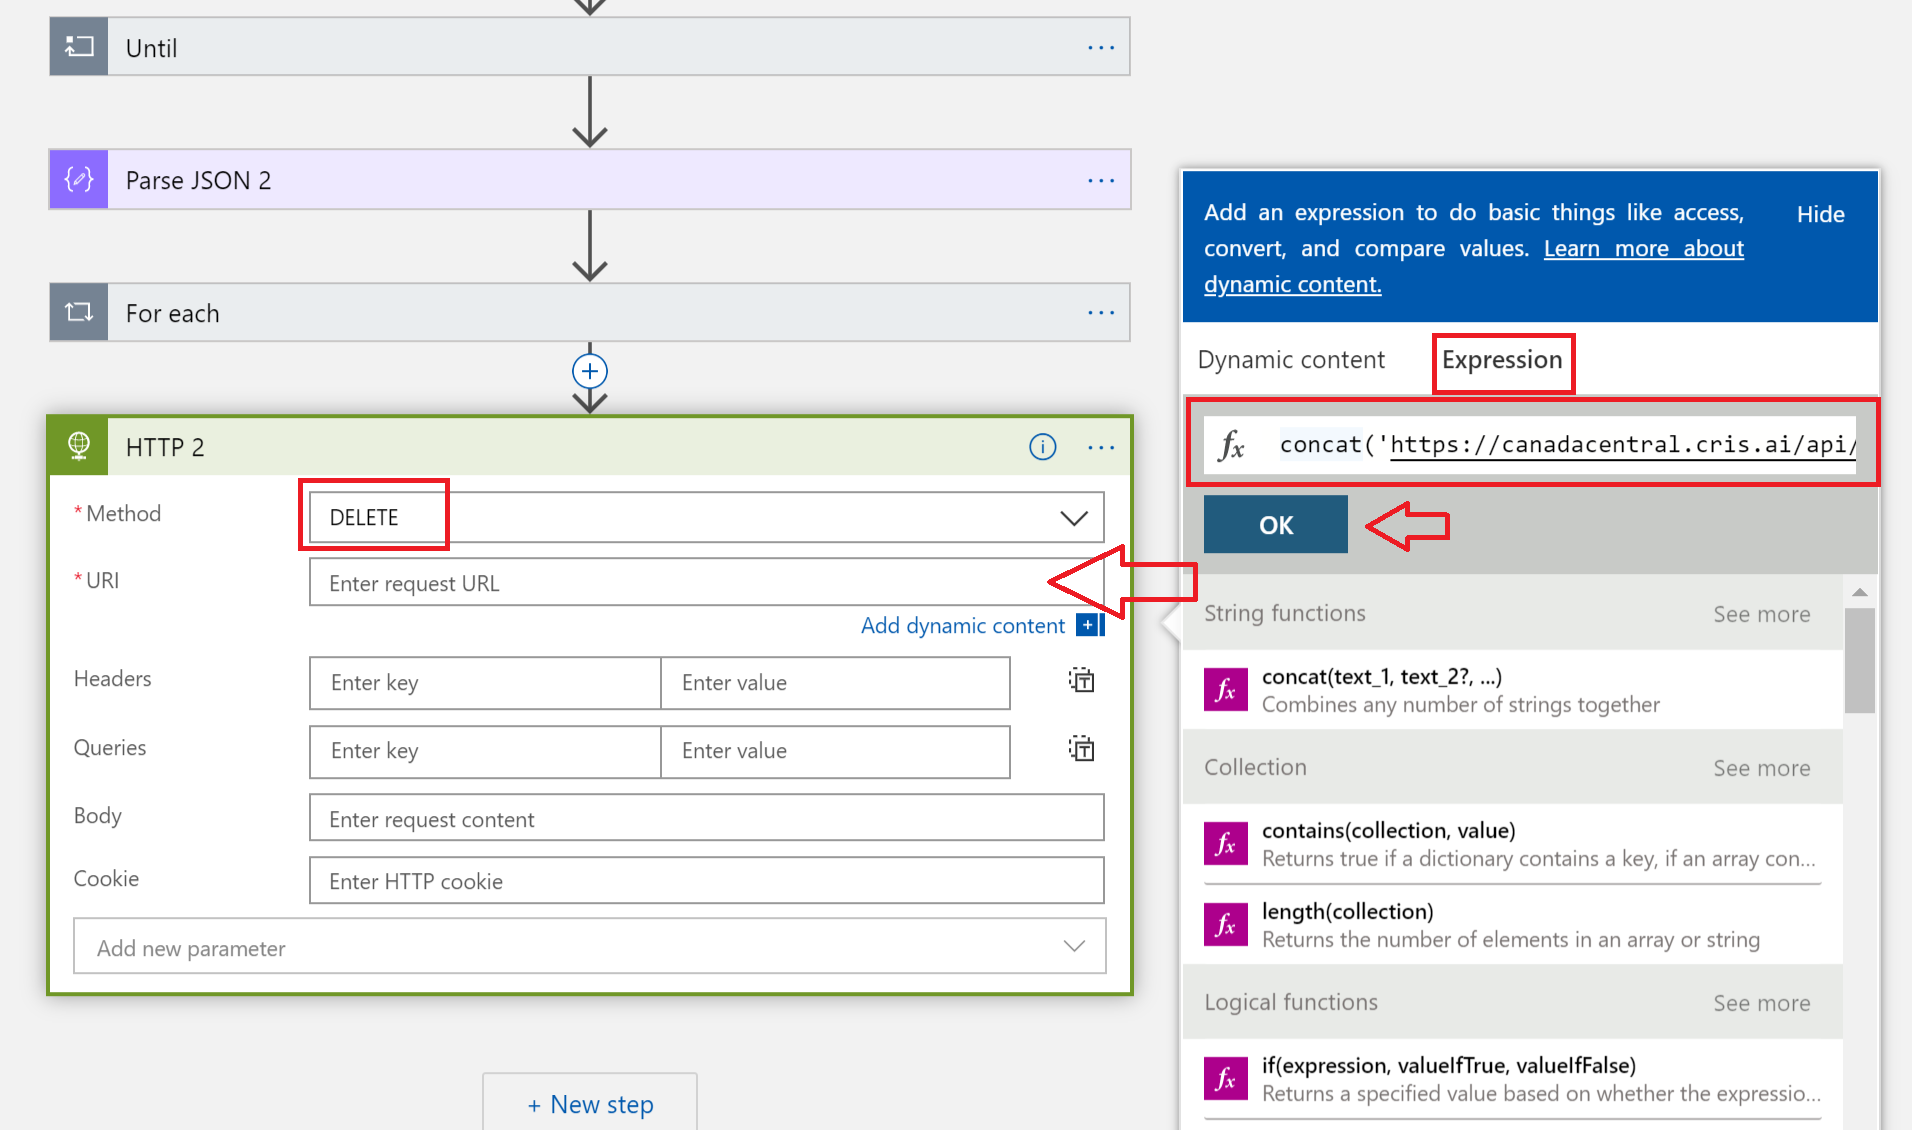 Until
Parse JSON 2
For each
HTTP 2
* Method
DELETE
* URI
Enter request URL
Add dynamic content
Headers
Enter key
Enter value
Queries
Enter key
Enter value
Body
Enter request content
Cookie
Enter HTTP cookie
Add new parameter
+ New step
Add an expression to do basic things like access,
convert, and compare values. Learn more about
dynamic content.
Hide
Dynamic content
Expression
fx concat('https://canadacentral.cris.ai/api/
OK
String functions
See more
fx
concat(text_1, text_2?, ...)
Combines any number of strings together
Collection
See more
fx
contains(collection, value)
Returns true if a dictionary contains a key, if an array con...
fx
length(collection)
Returns the number of elements in an array or string
Logical functions
See more
fx
if(expression, valueIfTrue, valueIfFalse)
Returns a specified value based on whether the expressio...